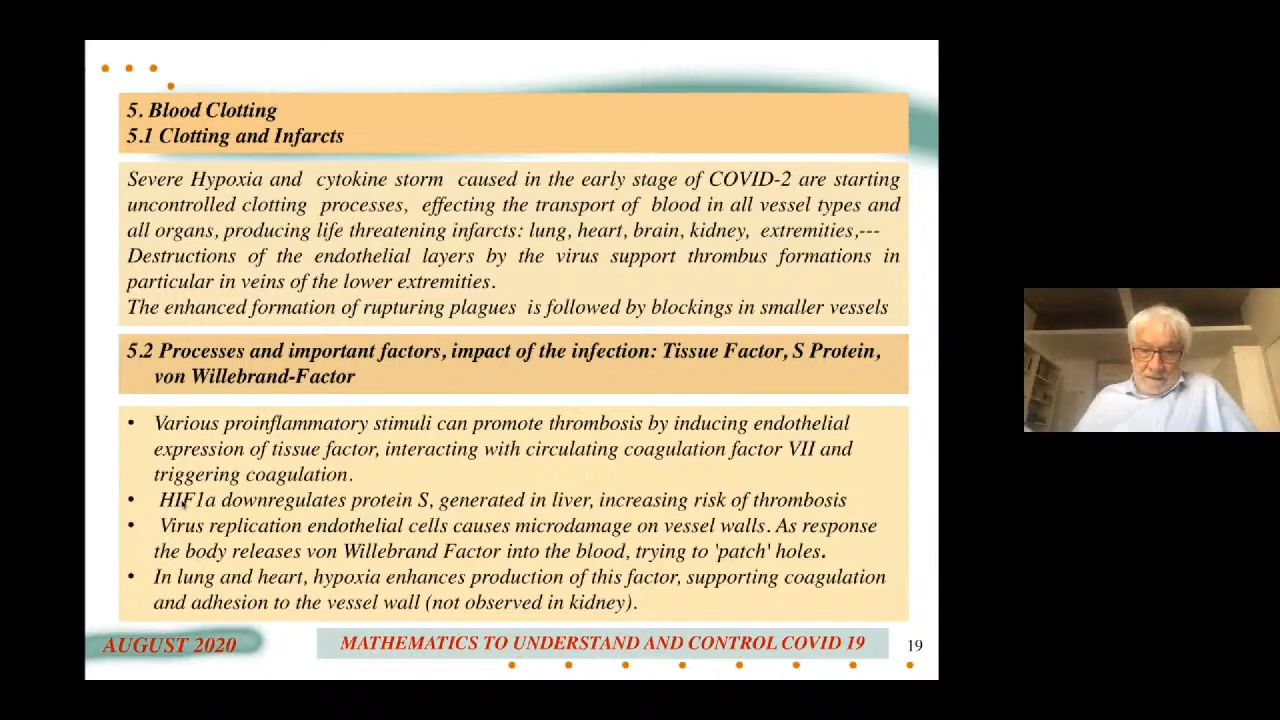 5. Blood Clotting
5.1 Clotting and Infarcts
Severe Hypoxia and cytokine storm caused in the early stage of COVID-2 are starting
uncontrolled clotting processes, effecting the transport of blood in all vessel types and
all organs, producing life threatening infarcts: lung, heart, brain, kidney, extremities,---
Destructions of the endothelial layers by the virus support thrombus formations in
particular in veins of the lower extremities.
The enhanced formation of rupturing plagues is followed by blockings in smaller vessels
5.2 Processes and important factors, impact of the infection: Tissue Factor, S Protein,
von Willebrand-Factor
• Various proinflammatory stimuli can promote thrombosis by inducing endothelial
expression of tissue factor, interacting with circulating coagulation factor VII and
triggering coagulation.
• HIF1a downregulates protein S, generated in liver, increasing risk of thrombosis
• Virus replication endothelial cells causes microdamage on vessel walls. As response
the body releases von Willebrand Factor into the blood, trying to 'patch' holes.
• In lung and heart, hypoxia enhances production of this factor, supporting coagulation
and adhesion to the vessel wall (not observed in kidney).
AUGUST 2020
MATHEMATICS TO UNDERSTAND AND CONTROL COVID 19
19